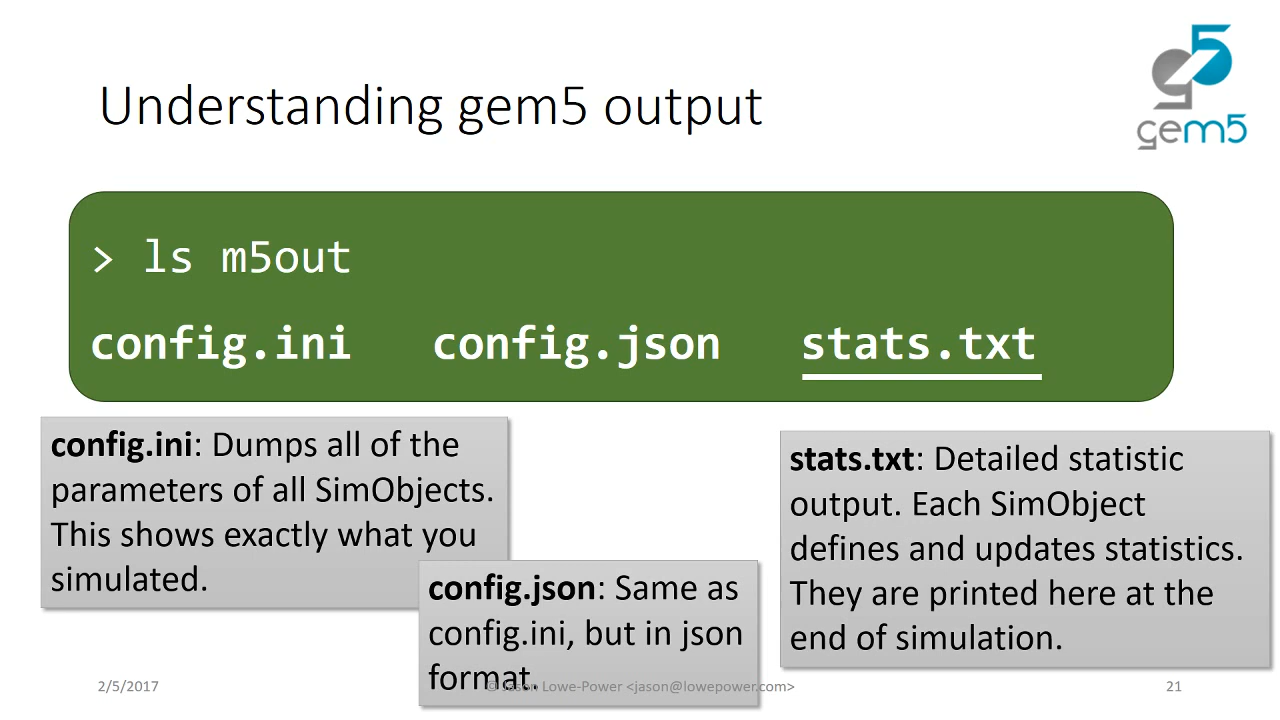 gem5
Understanding gem5 output
> ls m5out
config.ini config.json stats.txt
config.ini: Dumps all of the
parameters of all SimObjects.
This shows exactly what you
simulated.
config.json: Same as
config.ini, but in json
format.
stats.txt: Detailed statistic
output. Each SimObject
defines and updates statistics.
They are printed here at the
end of simulation.
2/5/2017
© Jason Lowe-Power <jason@lowepower.com>
21